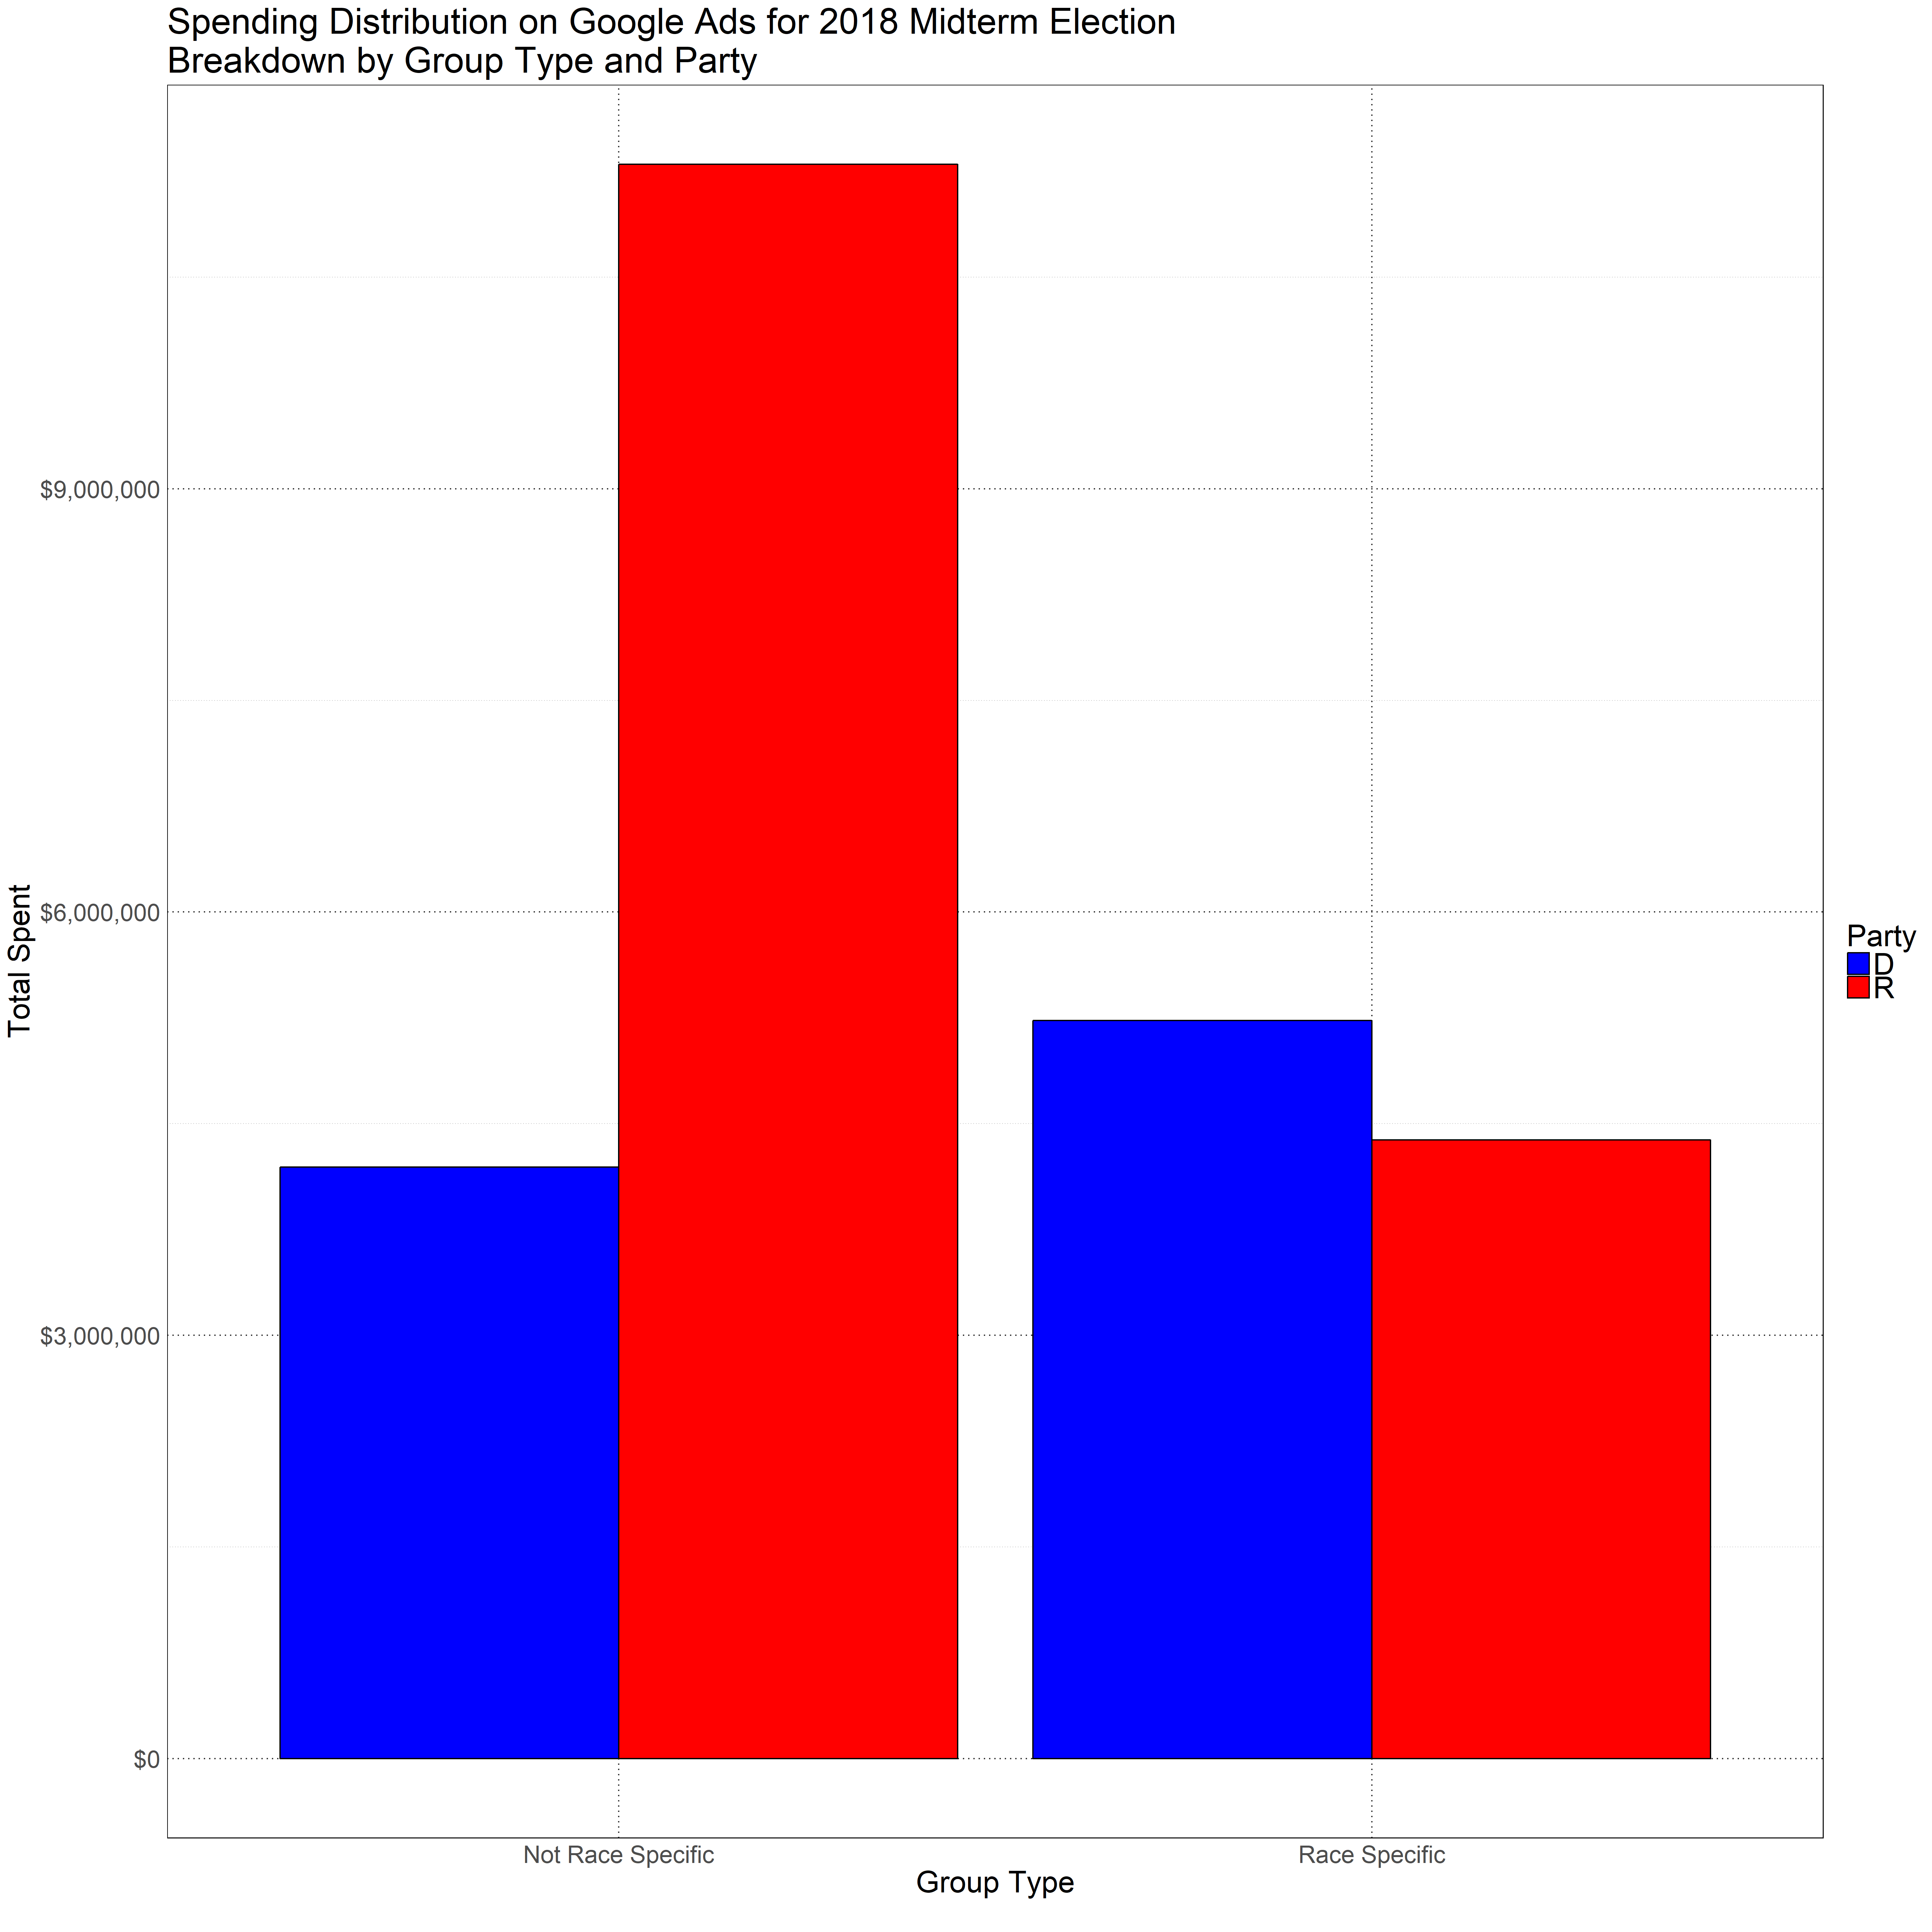 Spending Distribution on Google Ads for 2018 Midterm Election
Breakdown by Group Type and Party
$9,000,000
$6,000,000
$3,000,000
$0
Total Spent
Not Race Specific
Race Specific
Group Type
Party
D
R